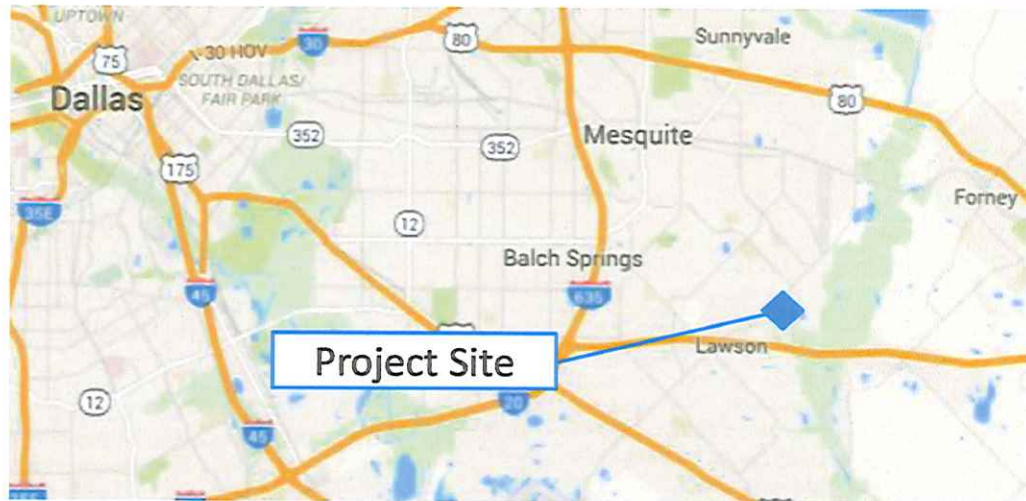 UPTOWN
75
30 HOV
30
80
Sunnyvale
SOUTH DALLAS/
FAIR PARK
Dallas
80
352
352
Mesquite
175
35E
12
Forney
Balch Springs
45
635
Project Site
Lawson
12
20
45